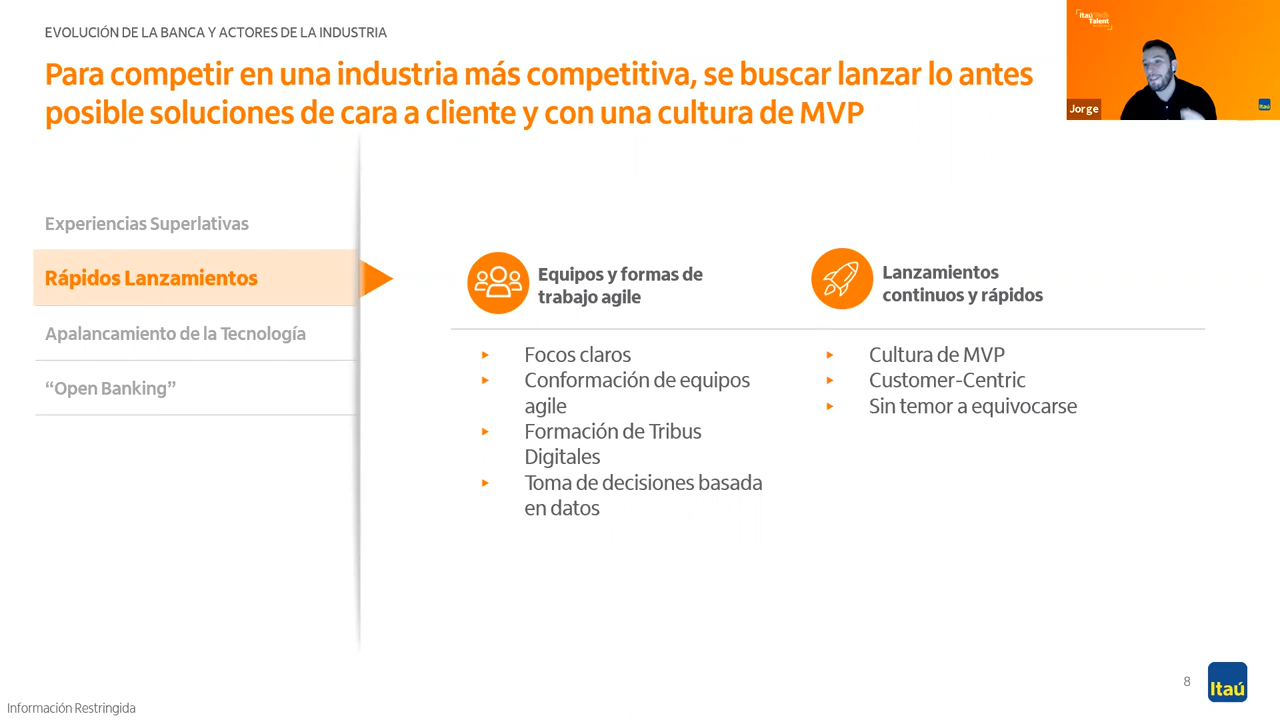 EVOLUCIÓN DE LA BANCA Y ACTORES DE LA INDUSTRIA
Para competir en una industria más competitiva, se buscar lanzar lo antes
posible soluciones de cara a cliente y con una cultura de MVP
Itaú Tech
Talent
Jorge
Itaú
Experiencias Superlativas
Rápidos Lanzamientos
Apalancamiento de la Tecnología
“Open Banking”
Equipos y formas de
trabajo agile
Focos claros
Conformación de equipos
agile
Formación de Tribus
Digitales
Toma de decisiones basada
en datos
Lanzamientos
continuos y rápidos
Cultura de MVP
Customer-Centric
Sin temor a equivocarse
8
Itaú
Información Restringida